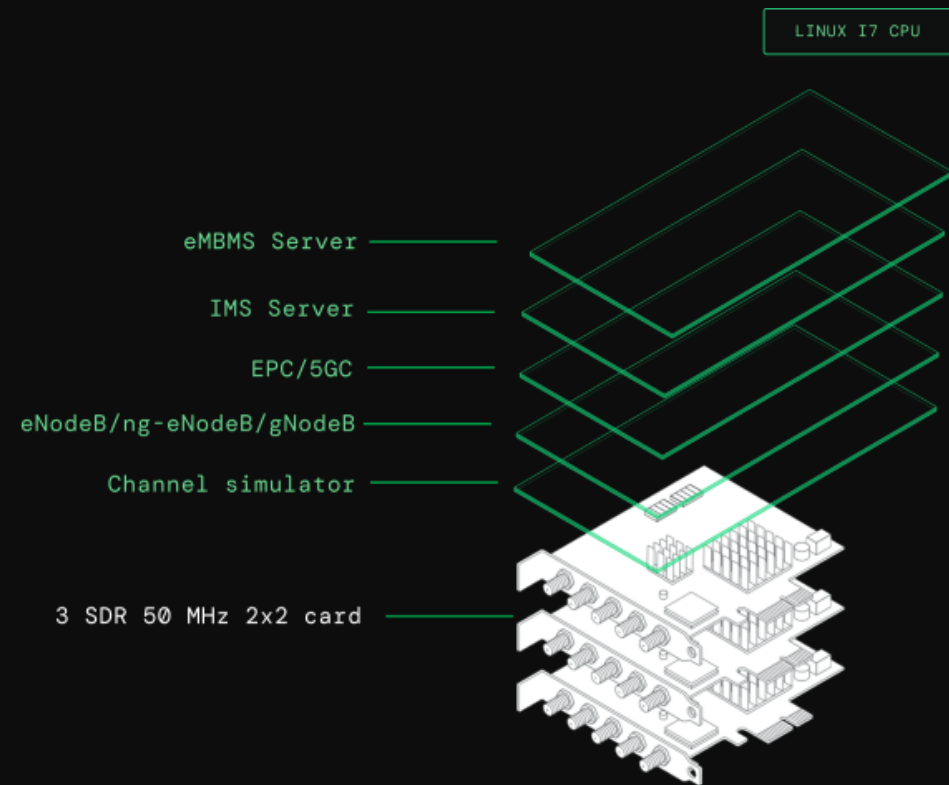 LINUX I7 CPU
eMBMS Server
IMS Server
EPC/5GC
eNodeB/ng-eNodeB/gNodeB
Channel simulator
3 SDR 50 MHz 2x2 card